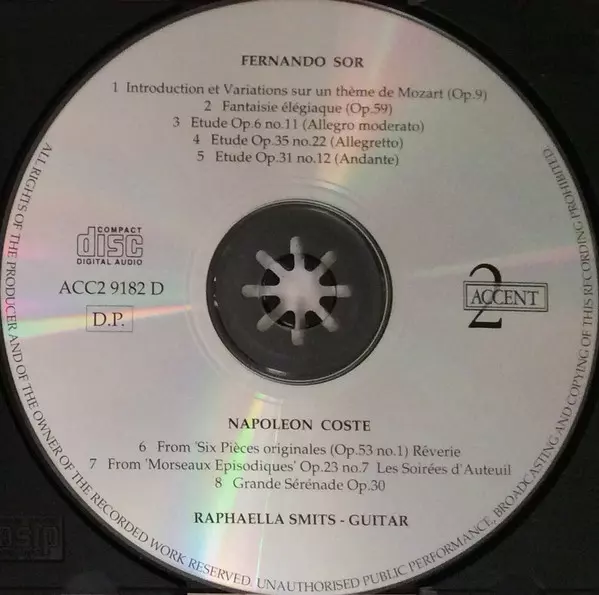 FERNANDO SOR
1 Introduction et Variations sur un thème de Mozart (Op.9)
2 Fantaisie élégiaque (Op.59)
3 Etude Op.6 no.11 (Allegro moderato)
4 Etude Op.35 no.22 (Allegretto)
5 Etude Op.31 no.12 (Andante)
COMPACT
disc
DIGITAL AUDIO
ACC2 9182 D
D.P.
2
ACCENT
NAPOLEON COSTE
6 From 'Six Pièces originales (Op.53 no.1) Rêverie
7 From 'Morseaux Episodiques' Op.23 no.7 Les Soirées d'Auteuil
8 Grande Sérénade Op.30
RAPHAELLA SMITS - GUITAR
ALL RIGHTS OF THE PRODUCER AND OF THE OWNER OF THE RECORDED WORK RESERVED. UNAUTHORISED PUBLIC PERFORMANCE, BROADCASTING AND COPYING OF THIS RECORDING PROHIBITED